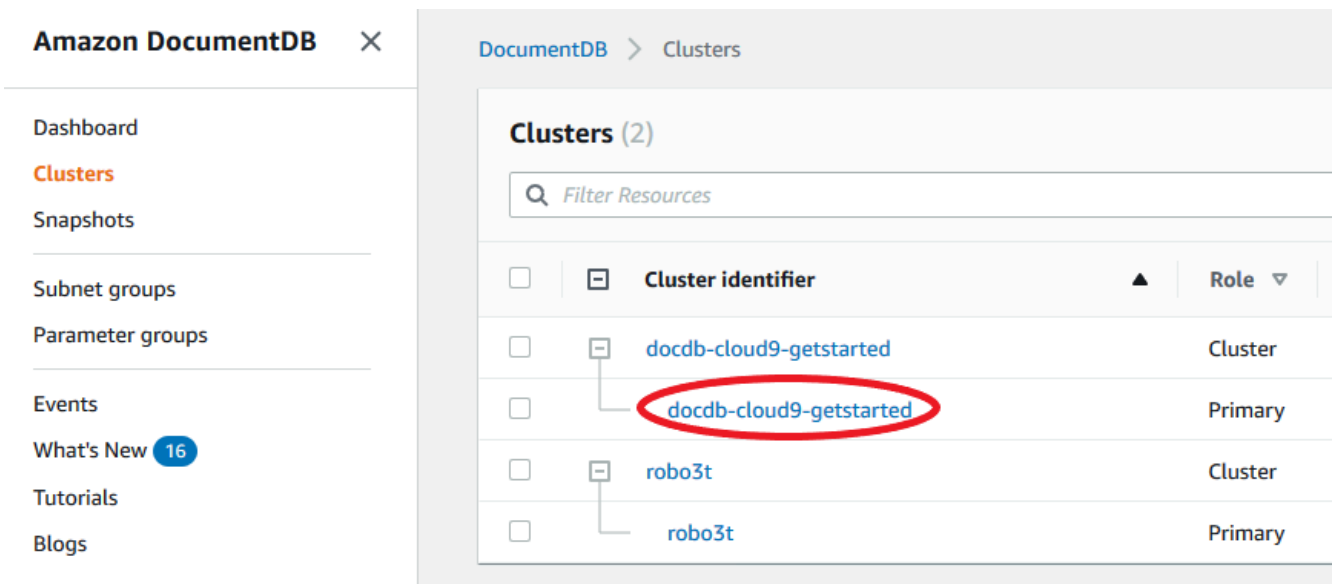 Amazon DocumentDB
Dashboard
Clusters
Snapshots
Subnet groups
Parameter groups
Events
What's New 16
Tutorials
Blogs
DocumentDB > Clusters
Clusters (2)
Filter Resources
Cluster identifier Role
docdb-cloud9-getstarted Cluster
docdb-cloud9-getstarted Primary
robo3t Cluster
robo3t Primary